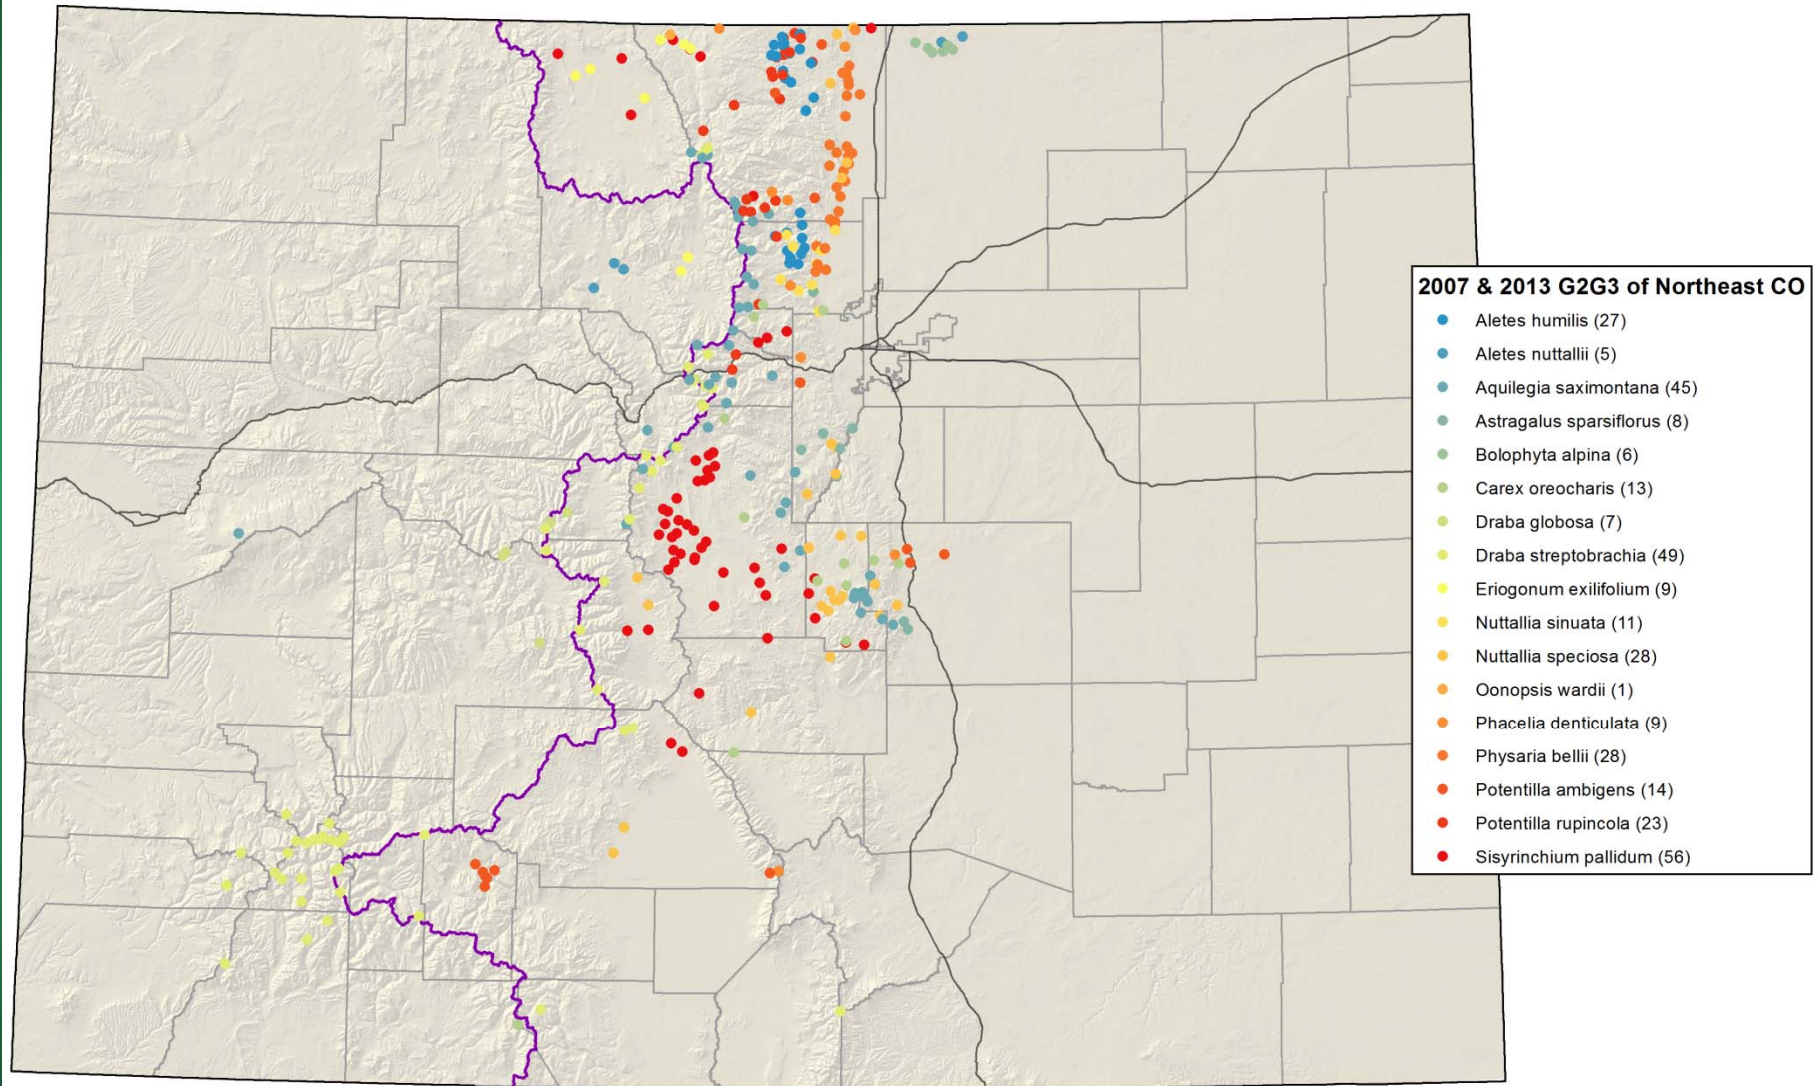 2007 & 2013 G2G3 of Northeast CO
Aletes humilis (27)
Aletes nuttallii (5)
Aquilegia saximontana (45)
Astragalus sparsiflorus (8)
Bolophyta alpina (6)
Carex oreocharis (13)
Draba globosa (7)
Draba streptobrachia (49)
Eriogonum exilifolium (9)
Nuttallia sinuata (11)
Nuttallia speciosa (28)
Oonopsis wardii (1)
Phacelia denticulata (9)
Physaria bellii (28)
Potentilla ambigens (14)
Potentilla rupincola (23)
Sisyrinchium pallidum (56)